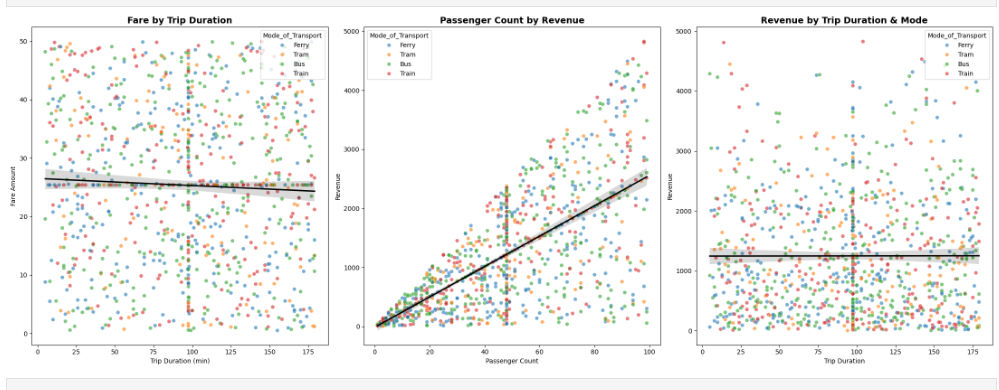 Fare by Trip Duration
Mode_of_Transport
Ferry
Tram
Bus
Train
50
40
30
20
10
0
Fare Amount
0 25 50 75 100 125 150 175
Trip Duration (min)
Passenger Count by Revenue
Mode_of_Transport
Ferry
Tram
Bus
Train
5000
4000
3000
2000
1000
0
Revenue
0 20 40 60 80 100
Passenger Count
Revenue by Trip Duration & Mode
Mode_of_Transport
Ferry
Tram
Bus
Train
5000
4000
3000
2000
1000
0
Revenue
0 25 50 75 100 125 150 175
Trip Duration